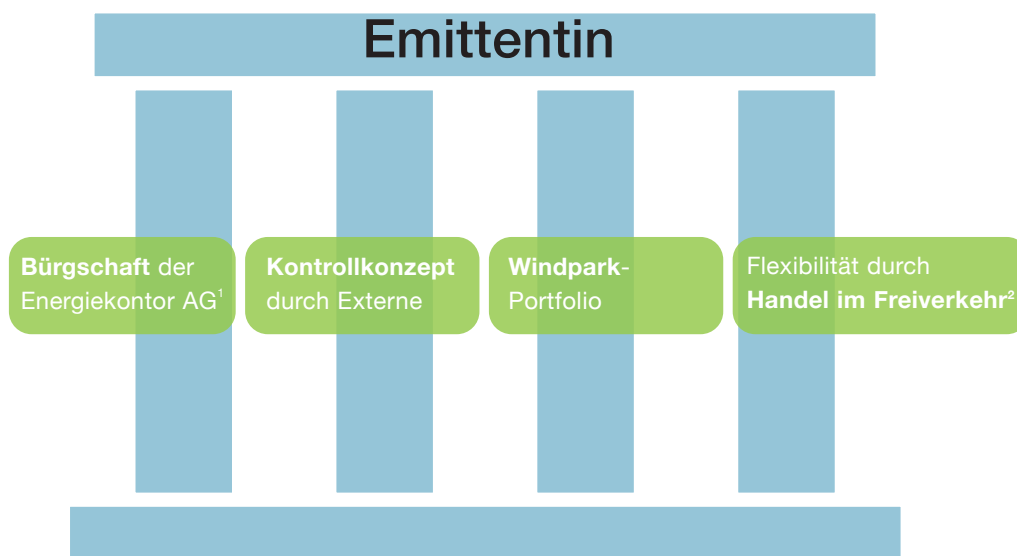 Emittentin
Bürgschaft der
Energiekontor AG¹
Kontrollkonzept
durch Externe
Windpark-
Portfolio
Flexibilität durch
Handel im Freiverkehr²